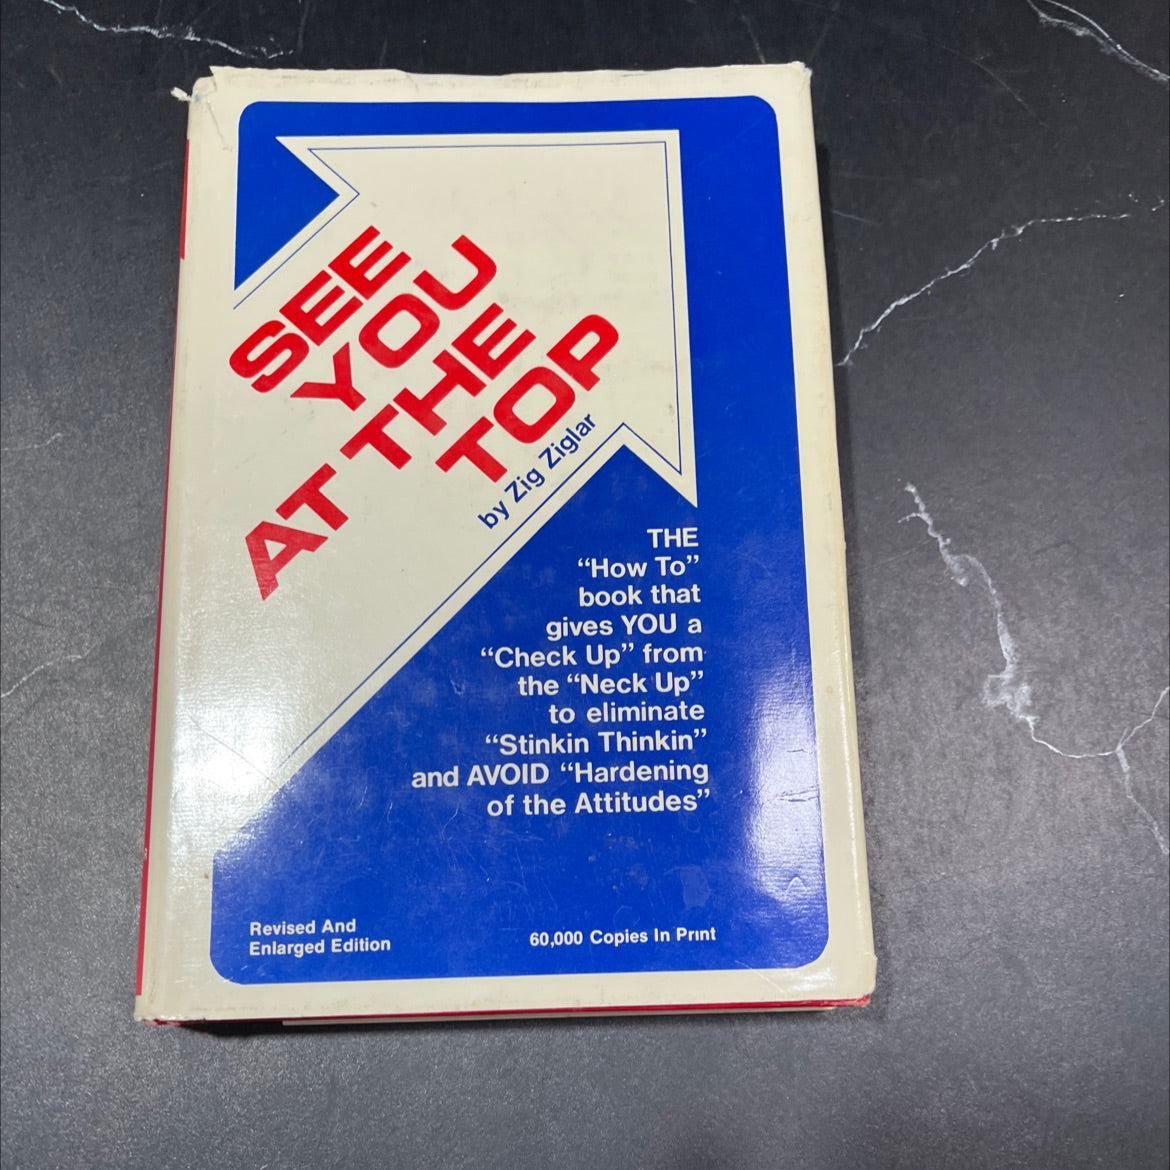 SEE
YOU
AT THE
TOP
by Zig Ziglar
THE
“How To”
book that
gives YOU a
“Check Up” from
the “Neck Up”
to eliminate
“Stinkin Thinkin”
and AVOID “Hardening
of the Attitudes”
Revised And
Enlarged Edition
60,000 Copies In Print